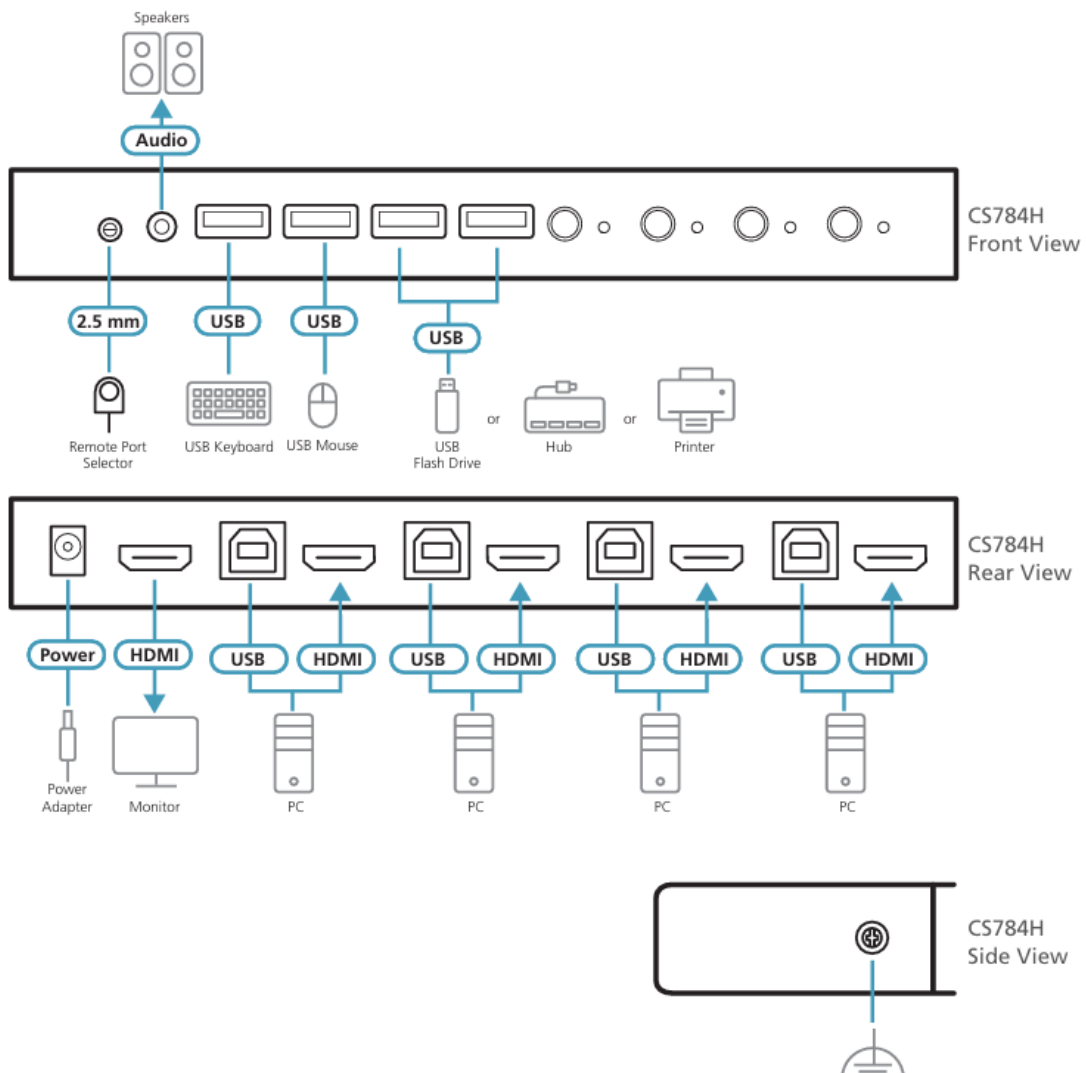 Speakers
Audio
CS784H
Front View
2.5 mm
USB
USB
USB
Remote Port
Selector
USB Keyboard
USB Mouse
USB
Flash Drive
or
Hub
or
Printer
CS784H
Rear View
Power
HDMI
USB
HDMI
USB
HDMI
USB
HDMI
USB
HDMI
Power
Adapter
Monitor
PC
PC
PC
PC
CS784H
Side View